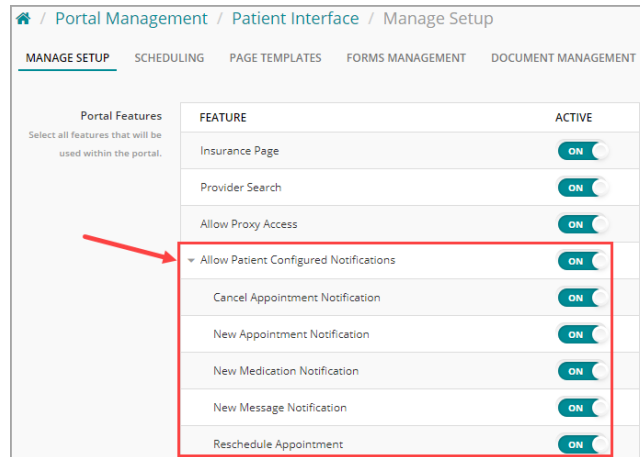 / Portal Management / Patient Interface / Manage Setup
MANAGE SETUP SCHEDULING PAGE TEMPLATES FORMS MANAGEMENT DOCUMENT MANAGEMENT
Portal Features
Select all features that will be
used within the portal.
FEATURE ACTIVE
Insurance Page ON
Provider Search ON
Allow Proxy Access ON
Allow Patient Configured Notifications ON
Cancel Appointment Notification ON
New Appointment Notification ON
New Medication Notification ON
New Message Notification ON
Reschedule Appointment ON